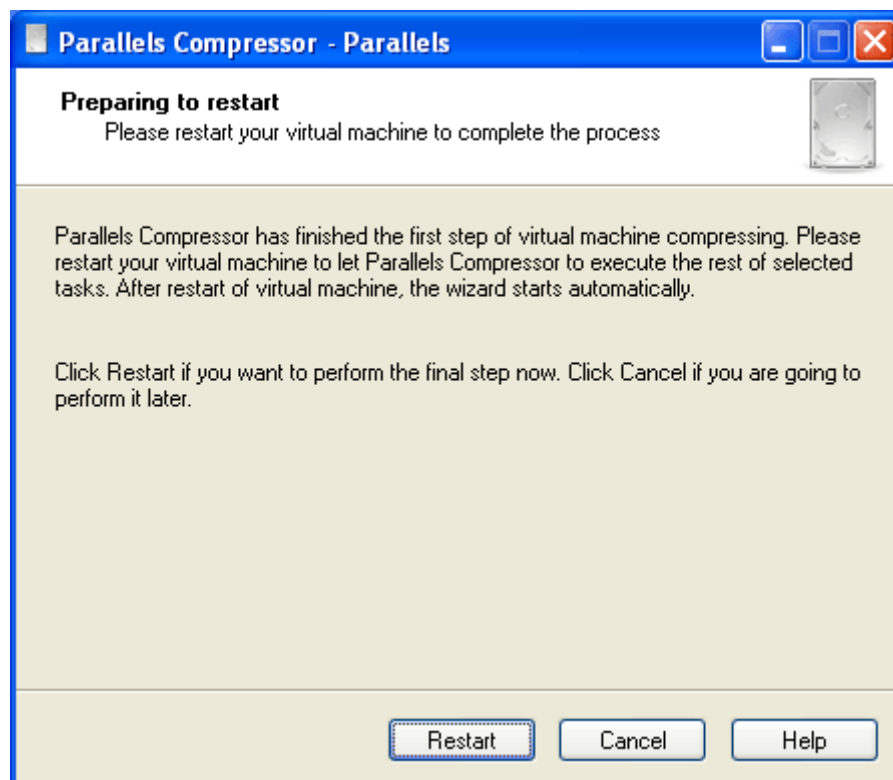 Parallels Compressor - Parallels
Preparing to restart
Please restart your virtual machine to complete the process
Parallels Compressor has finished the first step of virtual machine compressing. Please
restart your virtual machine to let Parallels Compressor to execute the rest of selected
tasks. After restart of virtual machine, the wizard starts automatically.
Click Restart if you want to perform the final step now. Click Cancel if you are going to
perform it later.
Restart
Cancel
Help